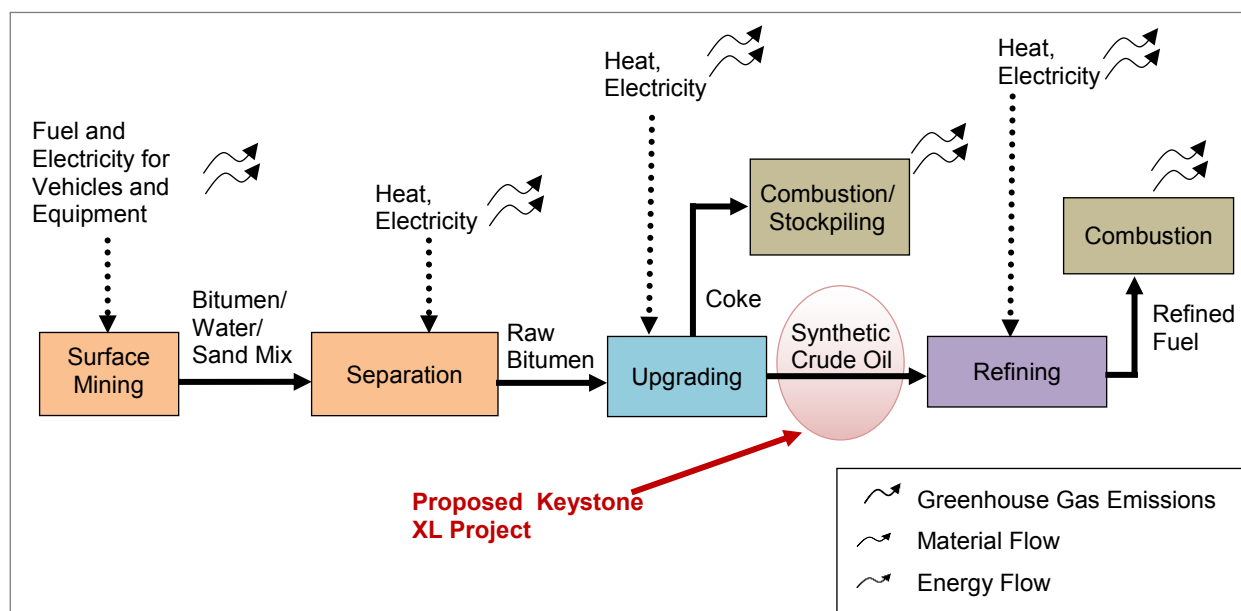 Fuel and
Electricity for
Vehicles and
Equipment
Heat,
Electricity
Heat,
Electricity
Heat,
Electricity
Combustion/
Stockpiling
Combustion
Bitumen/
Water/
Sand Mix
Raw
Bitumen
Coke
Synthetic
Crude Oil
Refined
Fuel
Surface
Mining
Separation
Upgrading
Refining
Proposed Keystone
XL Project
Greenhouse Gas Emissions
Material Flow
Energy Flow